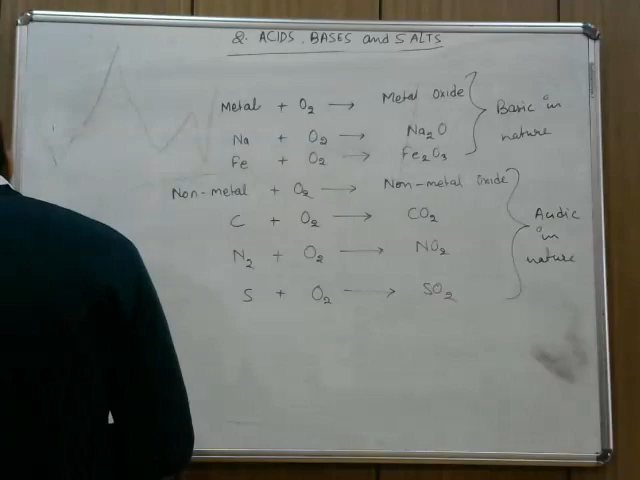 2. ACIDS, BASES and SALTS
Metal + O₂ → Metal Oxide
Na + O₂ → Na₂O
Fe + O₂ → Fe₂O₃
Basic in
nature
Non-metal + O₂ → Non-metal Oxide
C + O₂ → CO₂
N₂ + O₂ → NO₂
S + O₂ → SO₂
Acidic
in
nature